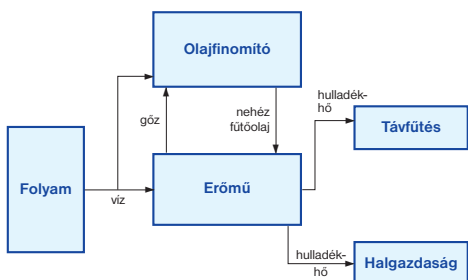 Olajfinomító
hulladék-
hő
gőz
nehéz
fűtőolaj
Távfűtés
Folyam
Erőmű
víz
hulladék-
hő
Halgazdaság